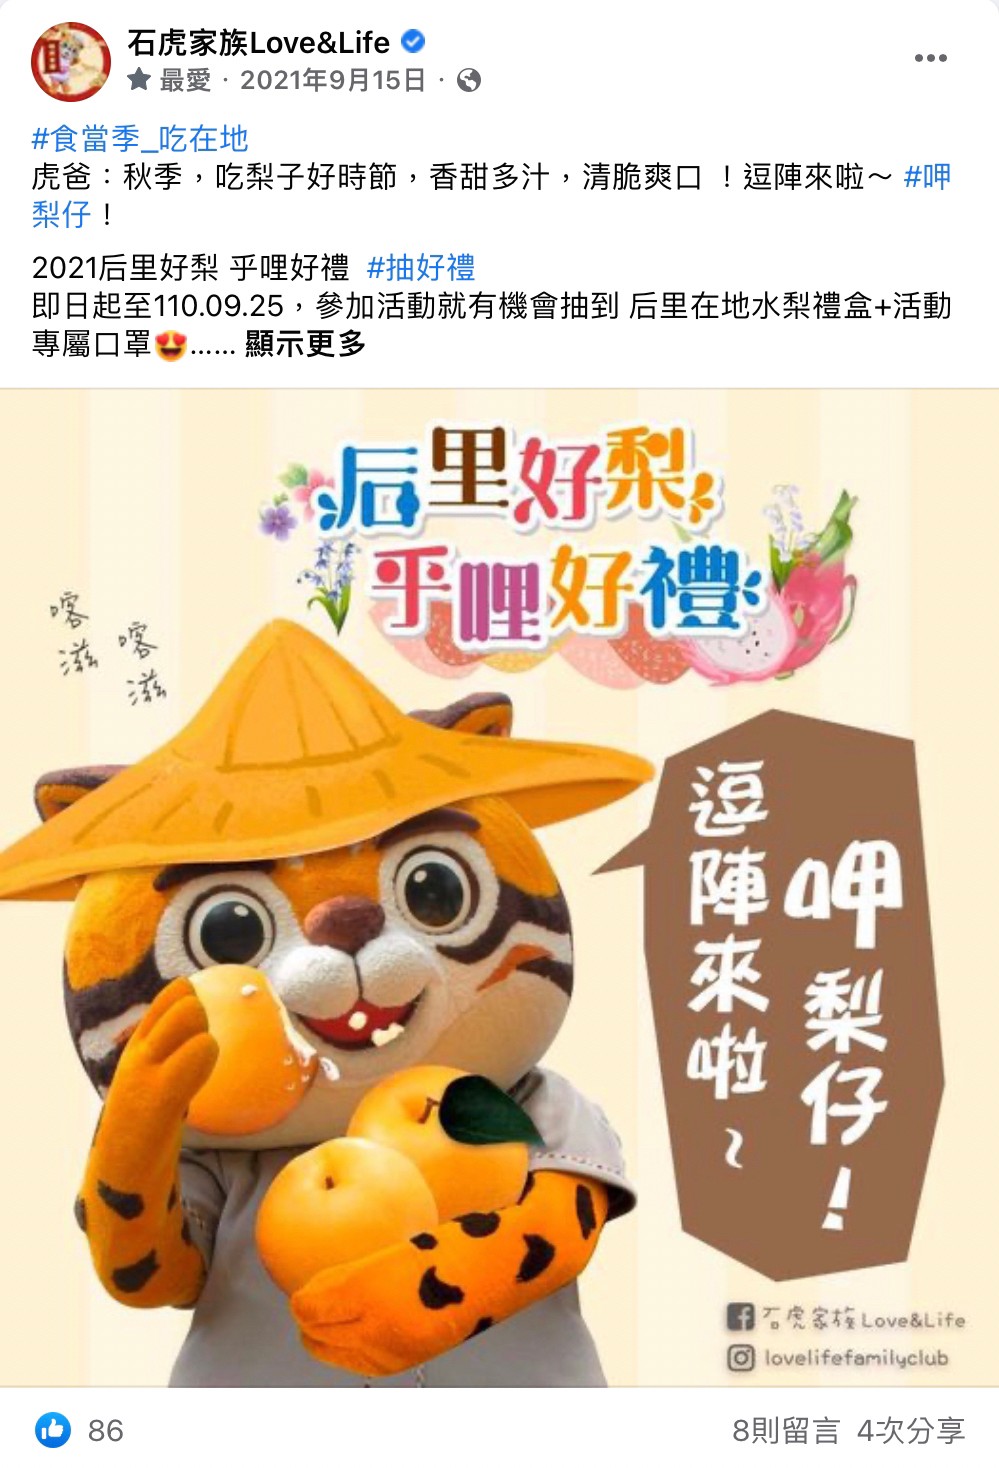 石虎家族Love&Life
最愛 · 2021年9月15日 ·
#食當季_吃在地
虎爸：秋季，吃梨子好時節，香甜多汁，清脆爽口 ！逗陣來啦～ #呷
梨仔！
2021后里好梨 乎哩好禮 #抽好禮
即日起至110.09.25，參加活動就有機會抽到 后里在地水梨禮盒+活動
專屬口罩😍…… 顯示更多
后里好梨
乎哩好禮
喀滋
喀滋
呷梨仔！
逗陣來啦~
石虎家族Love&Life
lovelifefamilyclub
86
8則留言 4次分享